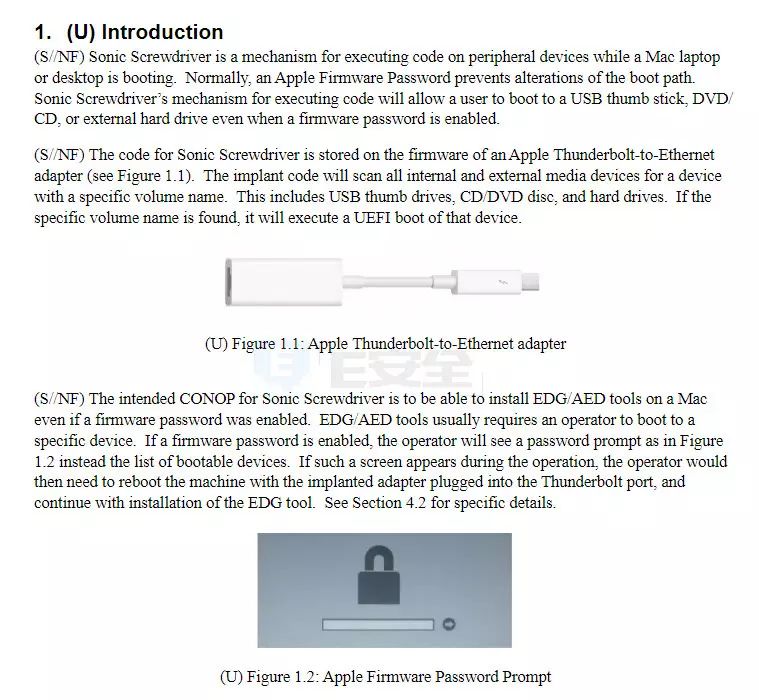 1. (U) Introduction
(S//NF) Sonic Screwdriver is a mechanism for executing code on peripheral devices while a Mac laptop
or desktop is booting. Normally, an Apple Firmware Password prevents alterations of the boot path.
Sonic Screwdriver's mechanism for executing code will allow a user to boot to a USB thumb stick, DVD/
CD, or external hard drive even when a firmware password is enabled.
(S//NF) The code for Sonic Screwdriver is stored on the firmware of an Apple Thunderbolt-to-Ethernet
adapter (see Figure 1.1). The implant code will scan all internal and external media devices for a device
with a specific volume name. This includes USB thumb drives, CD/DVD disc, and hard drives. If the
specific volume name is found, it will execute a UEFI boot of that device.
(U) Figure 1.1: Apple Thunderbolt-to-Ethernet adapter
E安全
(S//NF) The intended CONOP for Sonic Screwdriver is to be able to install EDG/AED tools on a Mac
even if a firmware password was enabled. EDG/AED tools usually requires an operator to boot to a
specific device. If a firmware password is enabled, the operator will see a password prompt as in Figure
1.2 instead the list of bootable devices. If such a screen appears during the operation, the operator would
then need to reboot the machine with the implanted adapter plugged into the Thunderbolt port, and
continue with installation of the EDG tool. See Section 4.2 for specific details.
(U) Figure 1.2: Apple Firmware Password Prompt